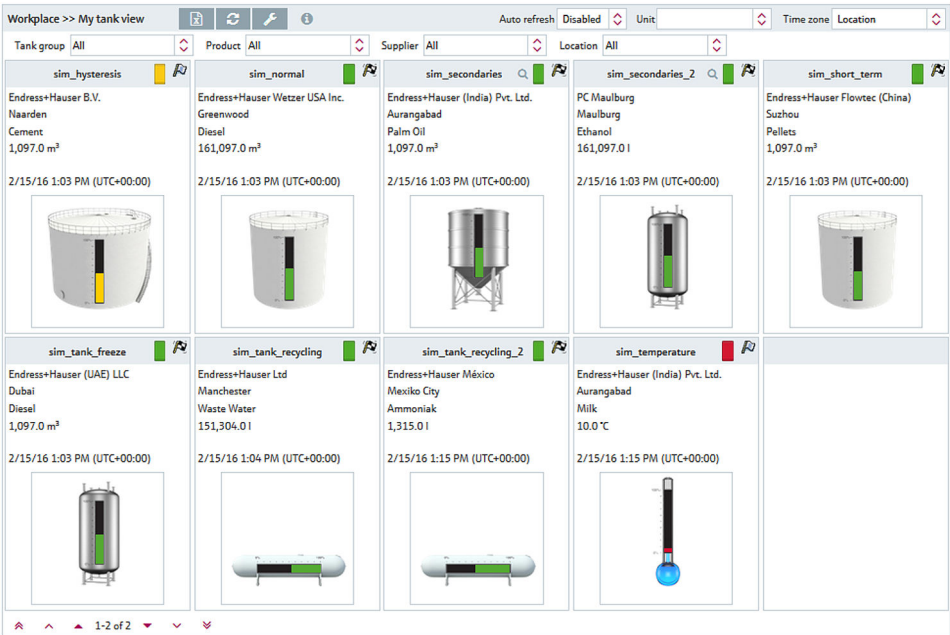 Workplace >> My tank view
Auto refresh Disabled Unit Time zone Location
Tank group All Product All Supplier All Location All
sim_hysteresis
Endress+Hauser B.V.
Naarden
Cement
1,097.0 m³
2/15/16 1:03 PM (UTC+00:00)
sim_normal
Endress+Hauser Wetzer USA Inc.
Greenwood
Diesel
161,097.0 m³
2/15/16 1:03 PM (UTC+00:00)
sim_secondaries
Endress+Hauser (India) Pvt. Ltd.
Aurangabad
Palm Oil
1,097.0 m³
2/15/16 1:03 PM (UTC+00:00)
sim_secondaries_2
PC Maulburg
Maulburg
Ethanol
161,097.0 l
2/15/16 1:03 PM (UTC+00:00)
sim_short_term
Endress+Hauser Flowtec (China)
Suzhou
Pellets
1,097.0 m³
2/15/16 1:03 PM (UTC+00:00)
sim_tank_freeze
Endress+Hauser (UAE) LLC
Dubai
Diesel
1,097.0 m³
2/15/16 1:03 PM (UTC+00:00)
sim_tank_recycling
Endress+Hauser Ltd
Manchester
Waste Water
151,304.0 l
2/15/16 1:04 PM (UTC+00:00)
sim_tank_recycling_2
Endress+Hauser México
Mexiko City
Ammoniak
1,315.0 l
2/15/16 1:15 PM (UTC+00:00)
sim_temperature
Endress+Hauser (India) Pvt. Ltd.
Aurangabad
Milk
10.0 °C
2/15/16 1:15 PM (UTC+00:00)
1-2 of 2